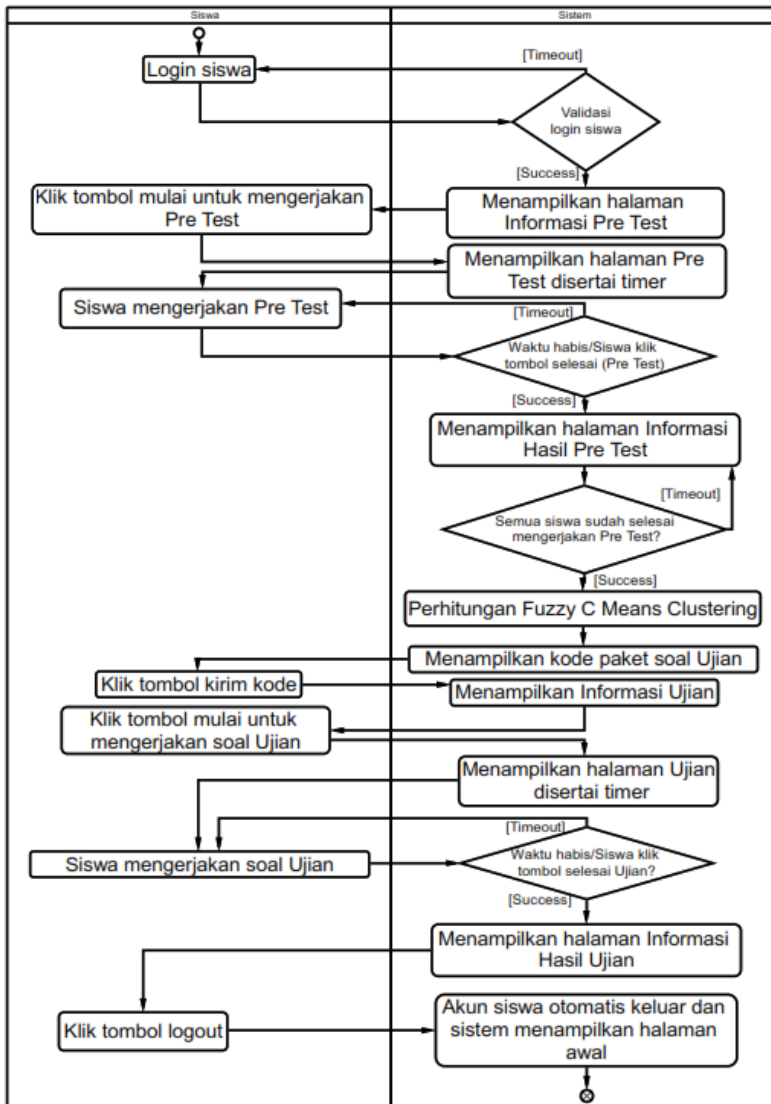 Siswa
Sistem
[Timeout]
Login siswa
Validasi
login siswa
[Success]
Klik tombol mulai untuk mengerjakan
Pre Test
Menampilkan halaman
Informasi Pre Test
Menampilkan halaman Pre
Test disertai timer
Siswa mengerjakan Pre Test
[Timeout]
Waktu habis/Siswa klik
tombol selesai (Pre Test)
[Success]
Menampilkan halaman Informasi
Hasil Pre Test
[Timeout]
Semua siswa sudah selesai
mengerjakan Pre Test?
[Success]
Perhitungan Fuzzy C Means Clustering
Menampilkan kode paket soal Ujian
Klik tombol kirim kode
Menampilkan Informasi Ujian
Klik tombol mulai untuk
mengerjakan soal Ujian
Menampilkan halaman Ujian
disertai timer
[Timeout]
Siswa mengerjakan soal Ujian
Waktu habis/Siswa klik
tombol selesai Ujian?
[Success]
Menampilkan halaman Informasi
Hasil Ujian
Klik tombol logout
Akun siswa otomatis keluar dan
sistem menampilkan halaman
awal